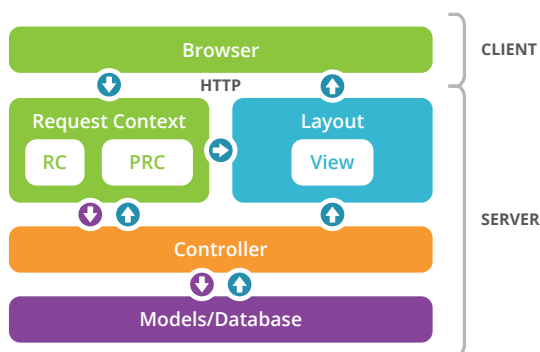 Browser
CLIENT
HTTP
Request Context
Layout
RC
PRC
View
SERVER
Controller
Models/Database